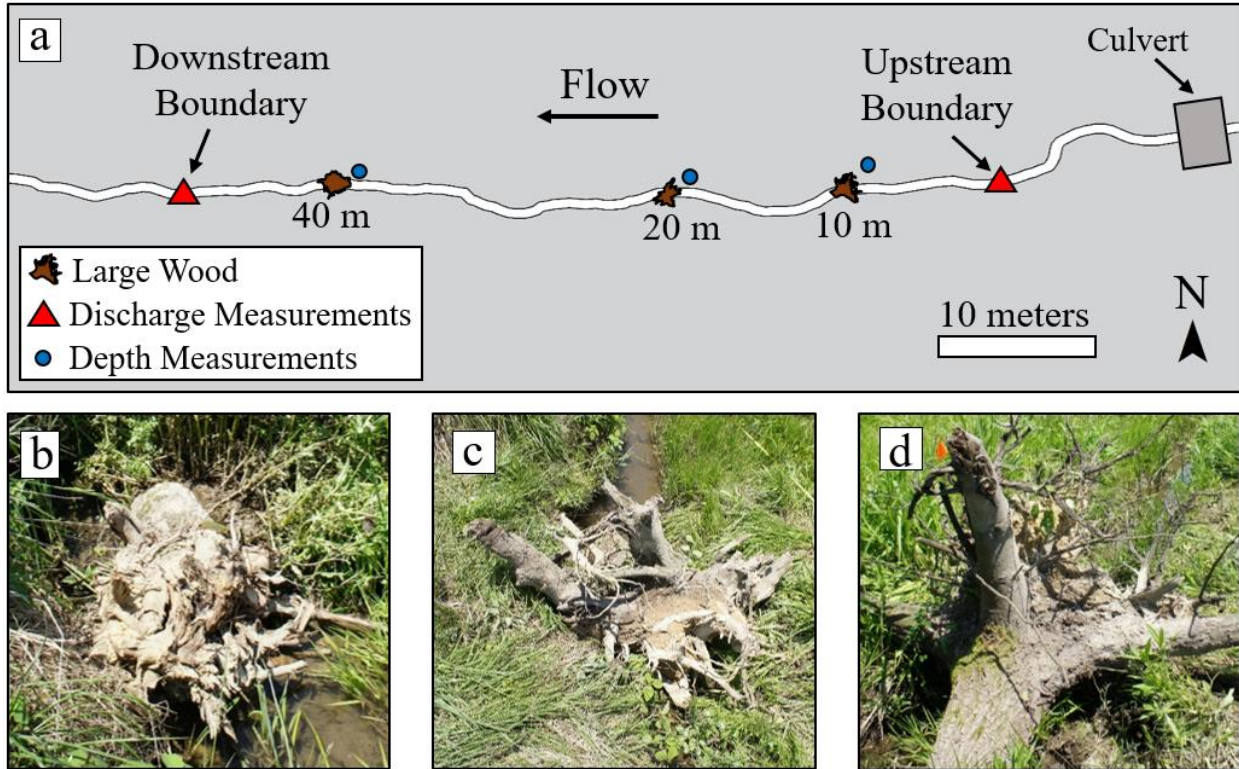 a
Downstream
Boundary
Flow
Upstream
Boundary
Culvert
40 m
20 m
10 m
Large Wood
Discharge Measurements
Depth Measurements
10 meters
N
b
c
d